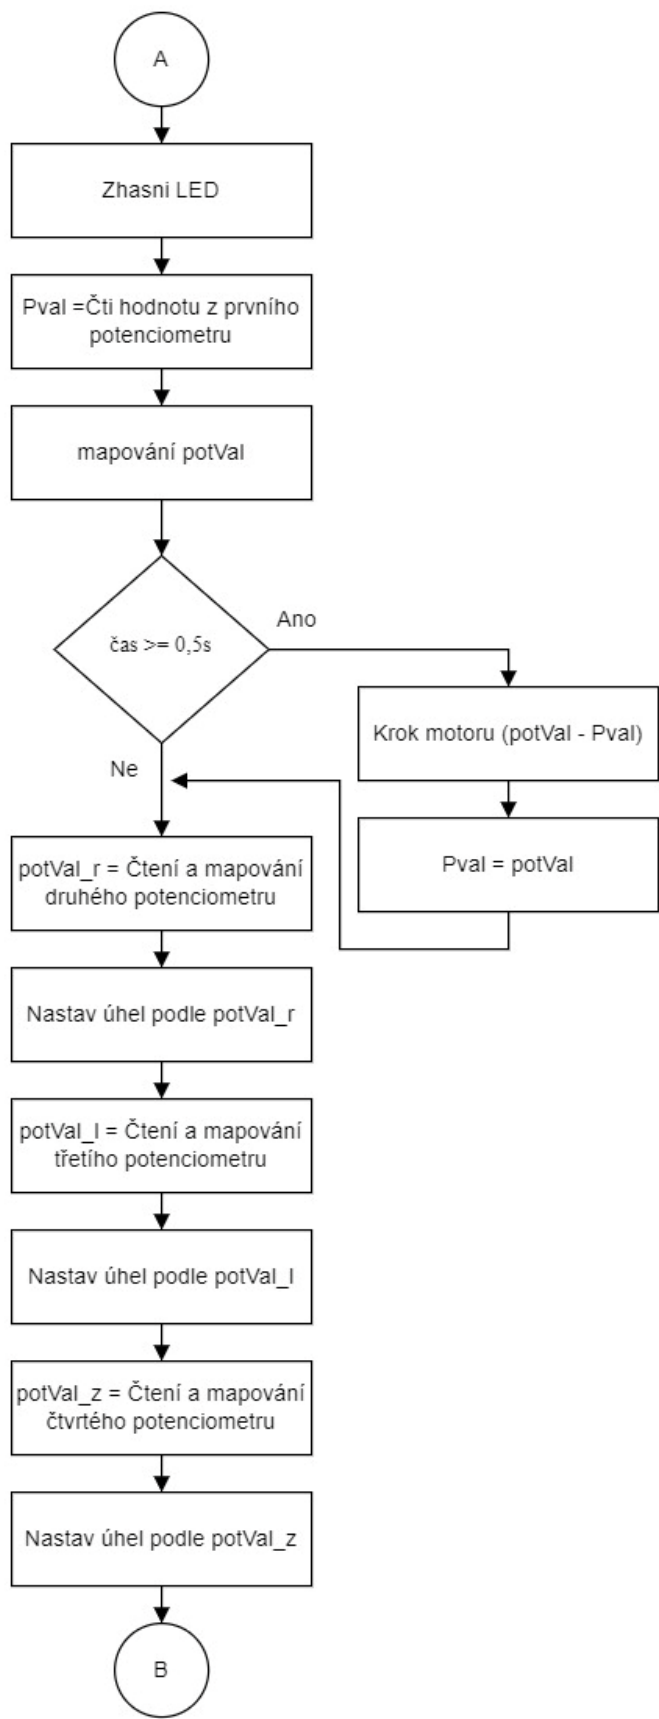 A
Zhasni LED
Pval =Čti hodnotu z prvního
potenciometru
mapování potVal
čas >= 0,5s
Ano
Krok motoru (potVal - Pval)
Ne
Pval = potVal
potVal_r = Čtení a mapování
druhého potenciometru
Nastav úhel podle potVal_r
potVal_l = Čtení a mapování
třetího potenciometru
Nastav úhel podle potVal_l
potVal_z = Čtení a mapování
čtvrtého potenciometru
Nastav úhel podle potVal_z
B